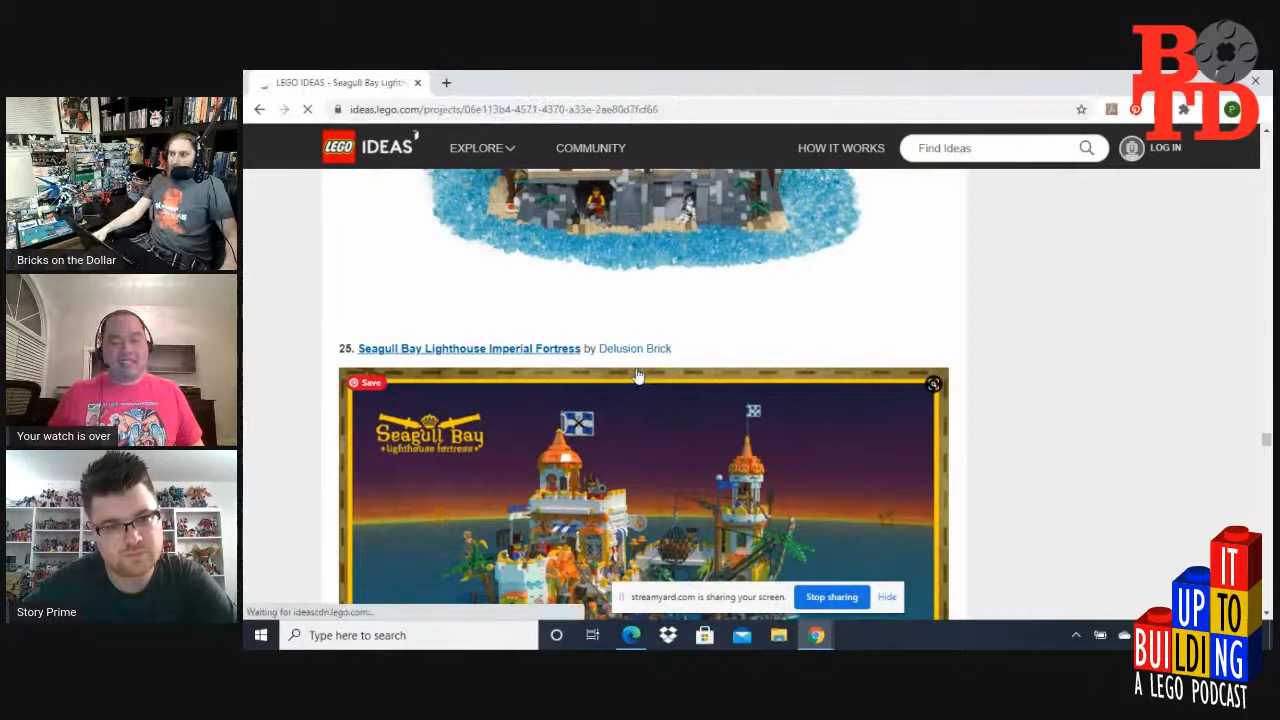 LEGO IDEAS - Seagull Bay Lighth
ideas.lego.com/projects/06e113b4-4571-4370-a33e-2ae80d7fcf66
LEGO IDEAS
EXPLORE
COMMUNITY
HOW IT WORKS
Find Ideas
LOG IN
BOTD
Bricks on the Dollar
Your watch is over
Story Prime
25. Seagull Bay Lighthouse Imperial Fortress by Delusion Brick
Save
Seagull Bay
lighthouse fortress
streamyard.com is sharing your screen.
Stop sharing
Hide
Waiting for ideascdn.lego.com...
Type here to search
BUILDING
UP TO
IT
A LEGO PODCAST